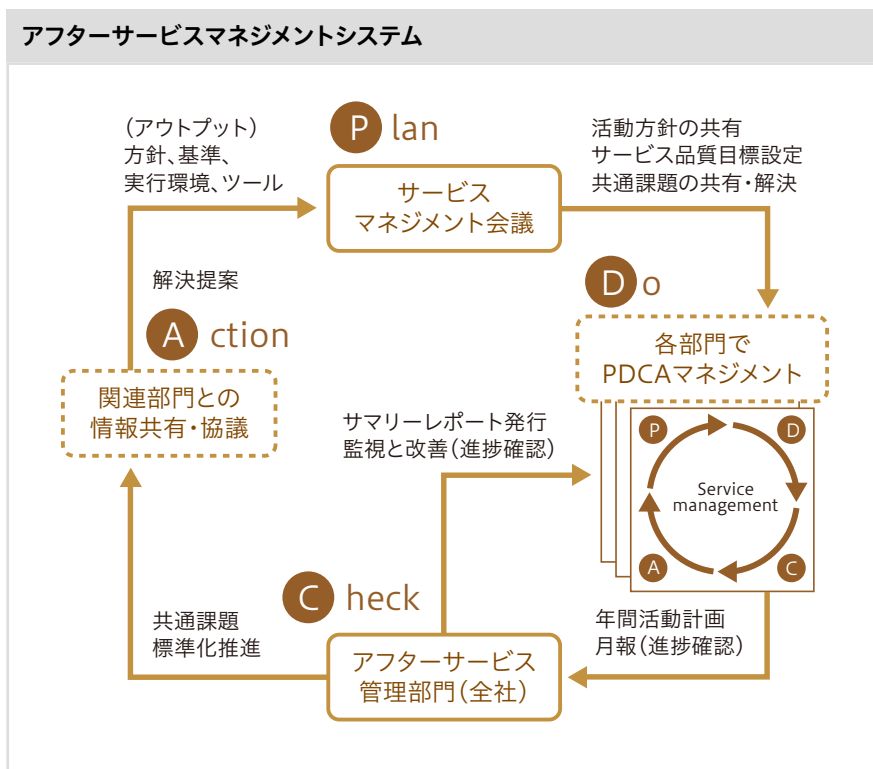 アフターサービスマネジメントシステム
(アウトプット)
方針、基準、
実行環境、ツール
P lan
サービス
マネジメント会議
活動方針の共有
サービス品質目標設定
共通課題の共有・解決
解決提案
A ction
関連部門との
情報共有・協議
D o
各部門で
PDCAマネジメント
サマリーレポート発行
監視と改善(進捗確認)
P
D
Service
management
A
C
C heck
共通課題
標準化推進
アフターサービス
管理部門(全社)
年間活動計画
月報(進捗確認)